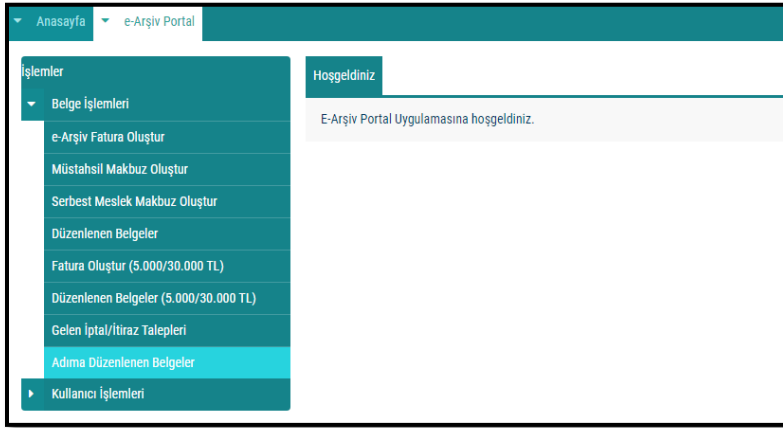 Anasayfa
e-Arşiv Portal
İşlemler
Belge İşlemleri
e-Arşiv Fatura Oluştur
Müstahsil Makbuz Oluştur
Serbest Meslek Makbuz Oluştur
Düzenlenen Belgeler
Fatura Oluştur (5.000/30.000 TL)
Düzenlenen Belgeler (5.000/30.000 TL)
Gelen İptal/İtiraz Talepleri
Adıma Düzenlenen Belgeler
Kullanıcı İşlemleri
Hoşgeldiniz
E-Arşiv Portal Uygulamasına hoşgeldiniz.